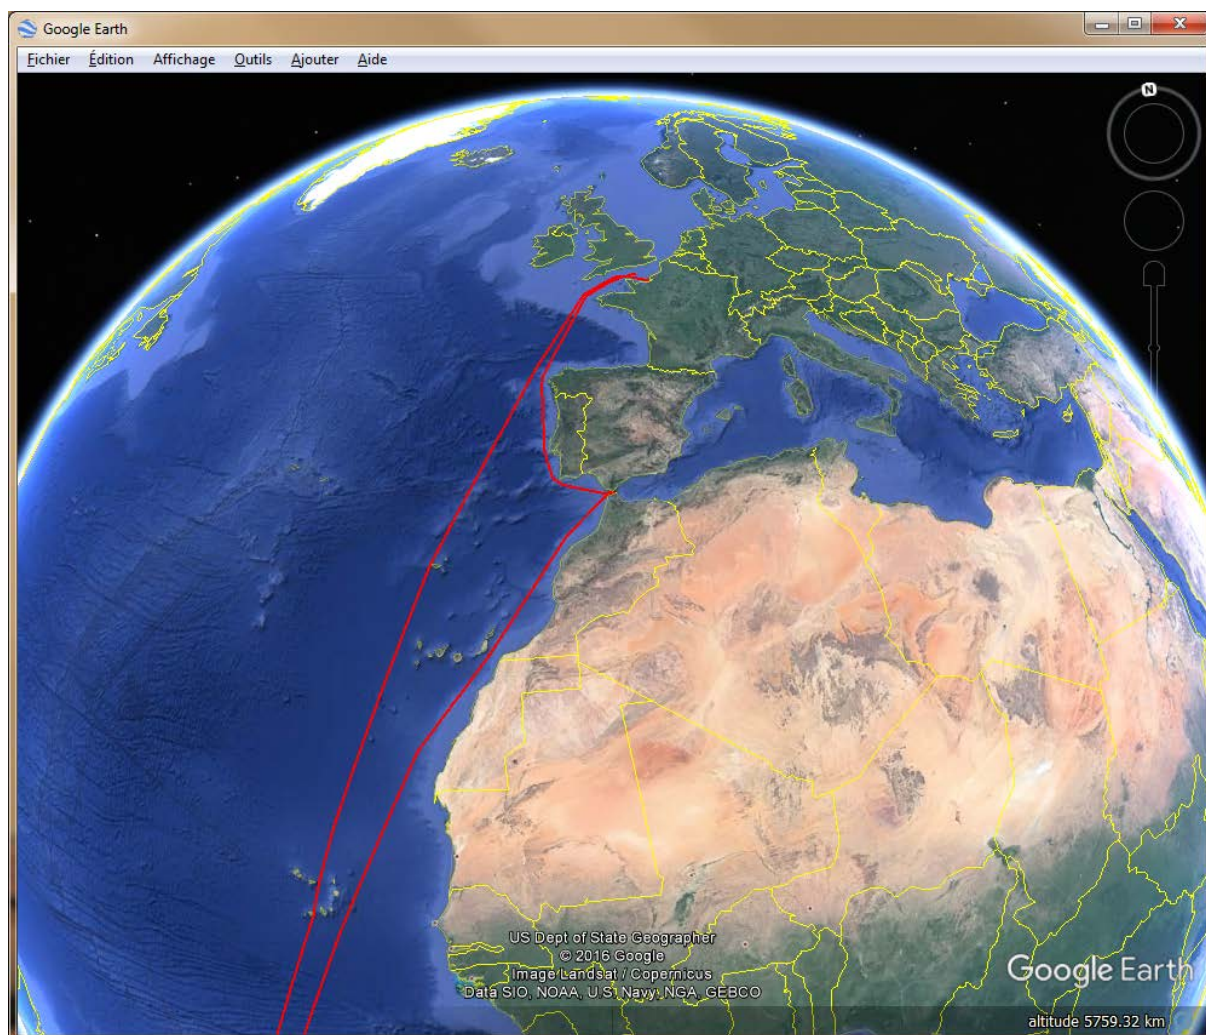 Google Earth
Fichier Édition Affichage Outils Ajouter Aide
N
US Dept of State Geographer
© 2016 Google
Image Landsat / Copernicus
Data SIO, NOAA, U.S. Navy, NGA, GEBCO
Google Earth
altitude 5759.32 km